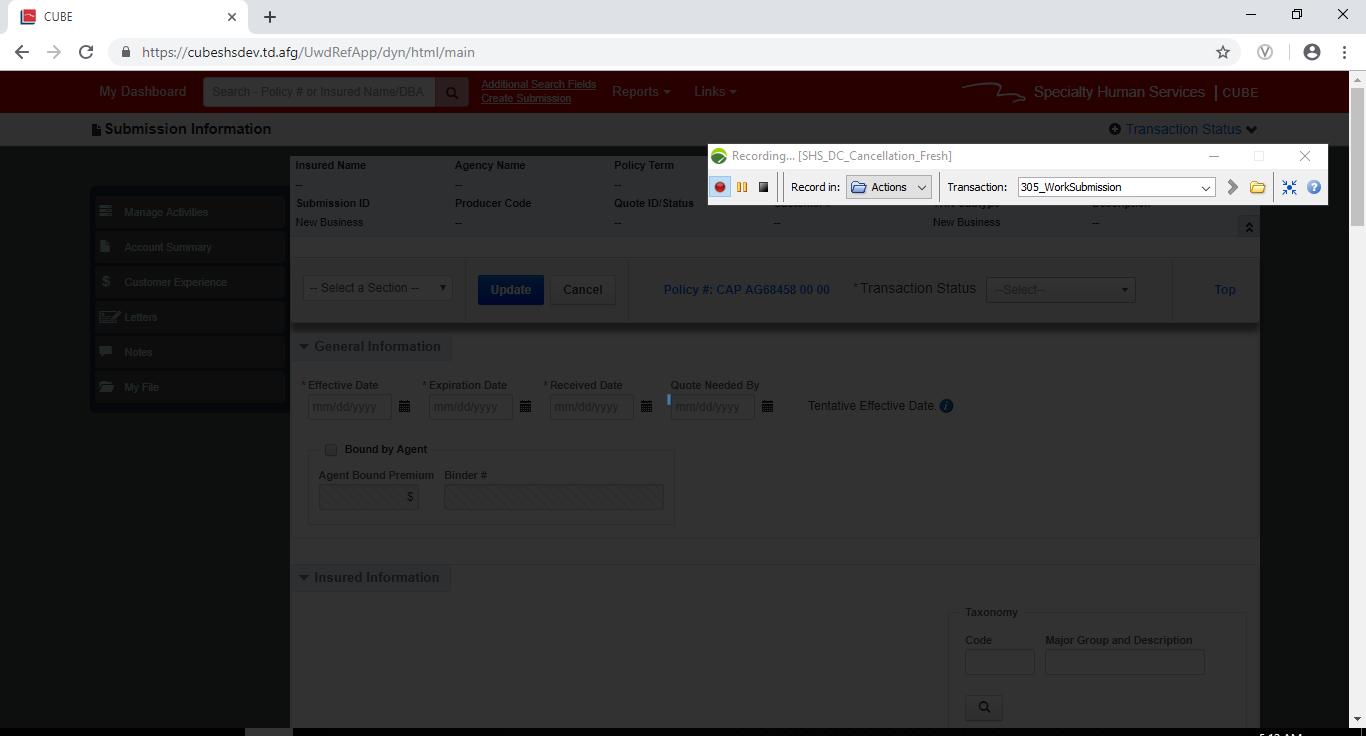 CUBE
https://cubeshsdev.td.afg/UwdRefApp/dyn/html/main
My Dashboard
Search - Policy # or Insured Name/DBA
Additional Search Fields
Create Submission
Reports
Links
Specialty Human Services | CUBE
Submission Information
Transaction Status
Recording... [SHS_DC_Cancellation_Fresh]
Record in:
Actions
Transaction:
305_WorkSubmission
Insured Name
Agency Name
Policy Term
--
--
--
Submission ID
Producer Code
Quote ID/Status
New Business
--
--
--
New Business
--
Manage Activities
Account Summary
$ Customer Experience
Letters
Notes
My File
-- Select a Section --
Update
Cancel
Policy #: CAP AG68458 00 00
* Transaction Status
--Select--
Top
General Information
* Effective Date
* Expiration Date
* Received Date
Quote Needed By
mm/dd/yyyy
mm/dd/yyyy
mm/dd/yyyy
mm/dd/yyyy
Tentative Effective Date.
Bound by Agent
Agent Bound Premium
Binder #
$
Insured Information
Taxonomy
Code
Major Group and Description